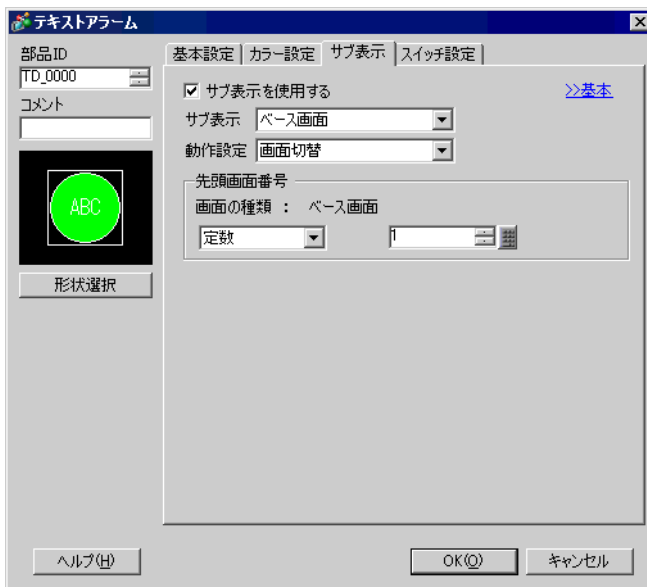 テキストアラーム
部品ID
TD_0000
コメント
ABC
形状選択
基本設定 カラー設定 サブ表示 スイッチ設定
サブ表示を使用する >>基本
サブ表示 ベース画面
動作設定 画面切替
先頭画面番号
画面の種類 : ベース画面
定数 1
ヘルプ(H) OK(O) キャンセル